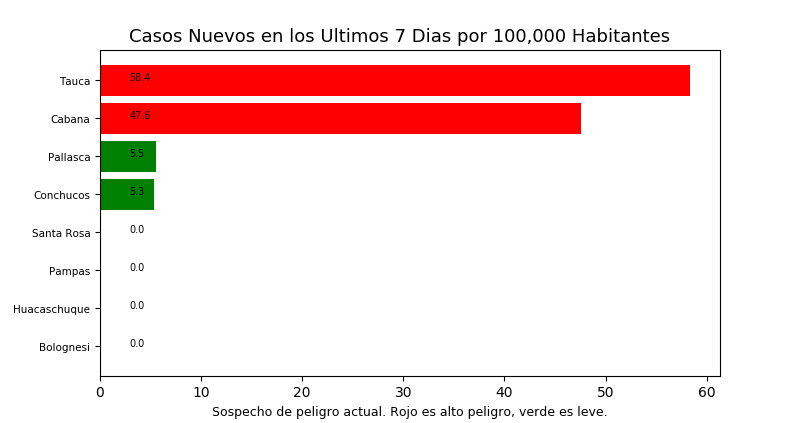 Casos Nuevos en los Ultimos 7 Dias por 100,000 Habitantes
Tauca 58.4
Cabana 47.6
Pallasca 5.5
Conchucos 5.3
Santa Rosa 0.0
Pampas 0.0
Huacaschuque 0.0
Bolognesi 0.0
0 10 20 30 40 50 60
Sospecho de peligro actual. Rojo es alto peligro, verde es leve.